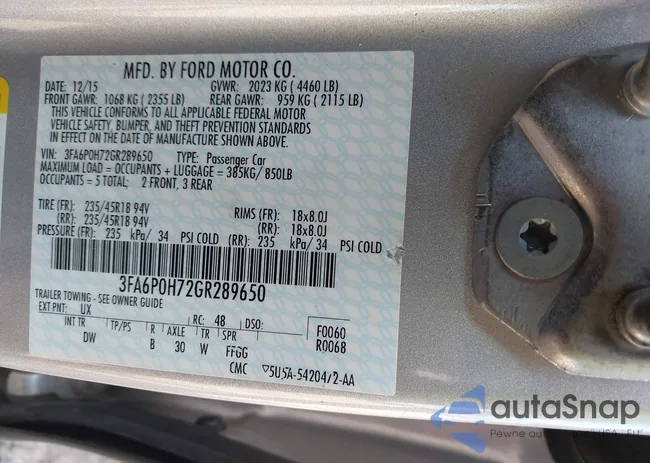 MFD. BY FORD MOTOR CO.
DATE: 12/15 GVWR: 2023 KG ( 4460 LB)
FRONT GAWR: 1068 KG ( 2355 LB) REAR GAWR: 959 KG ( 2115 LB)
THIS VEHICLE CONFORMS TO ALL APPLICABLE FEDERAL MOTOR
VEHICLE SAFETY, BUMPER, AND THEFT PREVENTION STANDARDS
IN EFFECT ON THE DATE OF MANUFACTURE SHOWN ABOVE.
VIN: 3FA6P0H72GR289650 TYPE: Passenger Car
MAXIMUM LOAD = OCCUPANTS + LUGGAGE = 385KG/ 850LB
OCCUPANTS = 5 TOTAL: 2 FRONT, 3 REAR
TIRE (FR): 235/45R18 94V RIMS (FR): 18x8.0J
(RR): 235/45R18 94V (RR): 18x8.0J
PRESSURE (FR): 235 kPa/ 34 PSI COLD (RR): 235 kPa/ 34 PSI COLD
3FA6P0H72GR289650
TRAILER TOWING - SEE OWNER GUIDE
EXT PNT: UX RC: 48 DSO: F0060
INT TR TP/PS R AXLE TR SPR R0068
DW B 30 W FFGG
CMC 5U5A-5420472-AA
autaSnap